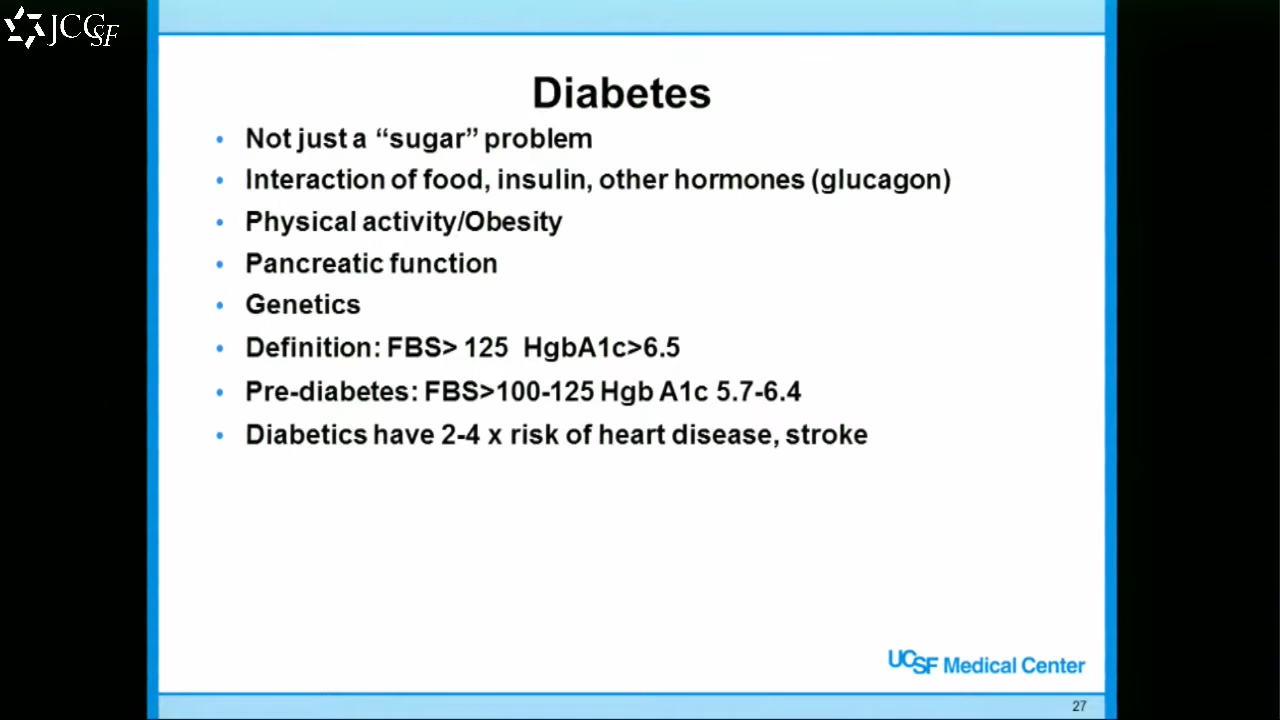 JCCSF
Diabetes
• Not just a “sugar” problem
• Interaction of food, insulin, other hormones (glucagon)
• Physical activity/Obesity
• Pancreatic function
• Genetics
• Definition: FBS> 125 HgbA1c>6.5
• Pre-diabetes: FBS>100-125 Hgb A1c 5.7-6.4
• Diabetics have 2-4 x risk of heart disease, stroke
UCSF Medical Center
27